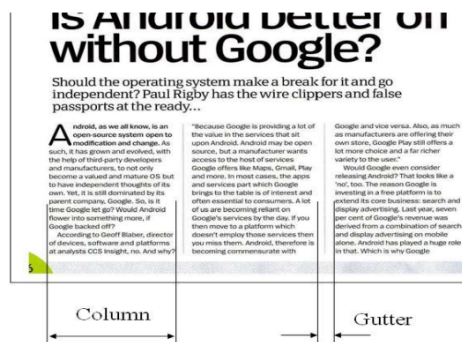 Is Android better off
without Google?
Should the operating system make a break for it and go
independent? Paul Rigby has the wire clippers and false
passports at the ready...
Android, as we all know, is an
open-source system open to
modification and change. As
such, it has grown and evolved, with
the help of third-party developers
and manufacturers, to not only
become a valued and mature OS but
to have independent thoughts of its
own. Yet, it is still dominated by its
parent company, Google. So, is it
time Google let go? Would Android
flower into something more, if
Google backed off?
According to Geoff Blaber, director
of devices, software and platforms
at analysts CCS Insight, no. And why?
"Because Google is providing a lot of
the value in the services that sit
upon Android. Android may be open
source, but a manufacturer wants
access to the host of services
Google offers like Maps, Gmail, Play
and more. In most cases, the apps
and services part which Google
brings to the table is of interest and
often essential to consumers. A lot
of us are becoming reliant on
Google's services by the day. If you
then move to a platform which
doesn't employ those services then
you miss them. Android, therefore is
becoming commensurate with
Google and vice versa. Also, as much
as manufacturers are offering their
own store, Google Play still offers a
lot more choice and a far richer
variety to the user."
Would Google even consider
releasing Android? That looks like a
'no', too. The reason Google is
investing in a free platform is to
extend its core business: search and
display advertising. Last year, seven
per cent of Google's revenue was
derived from a combination of search
and display advertising on mobile
alone. Android has played a huge role
in that. Which is why Google
6
Column
Gutter